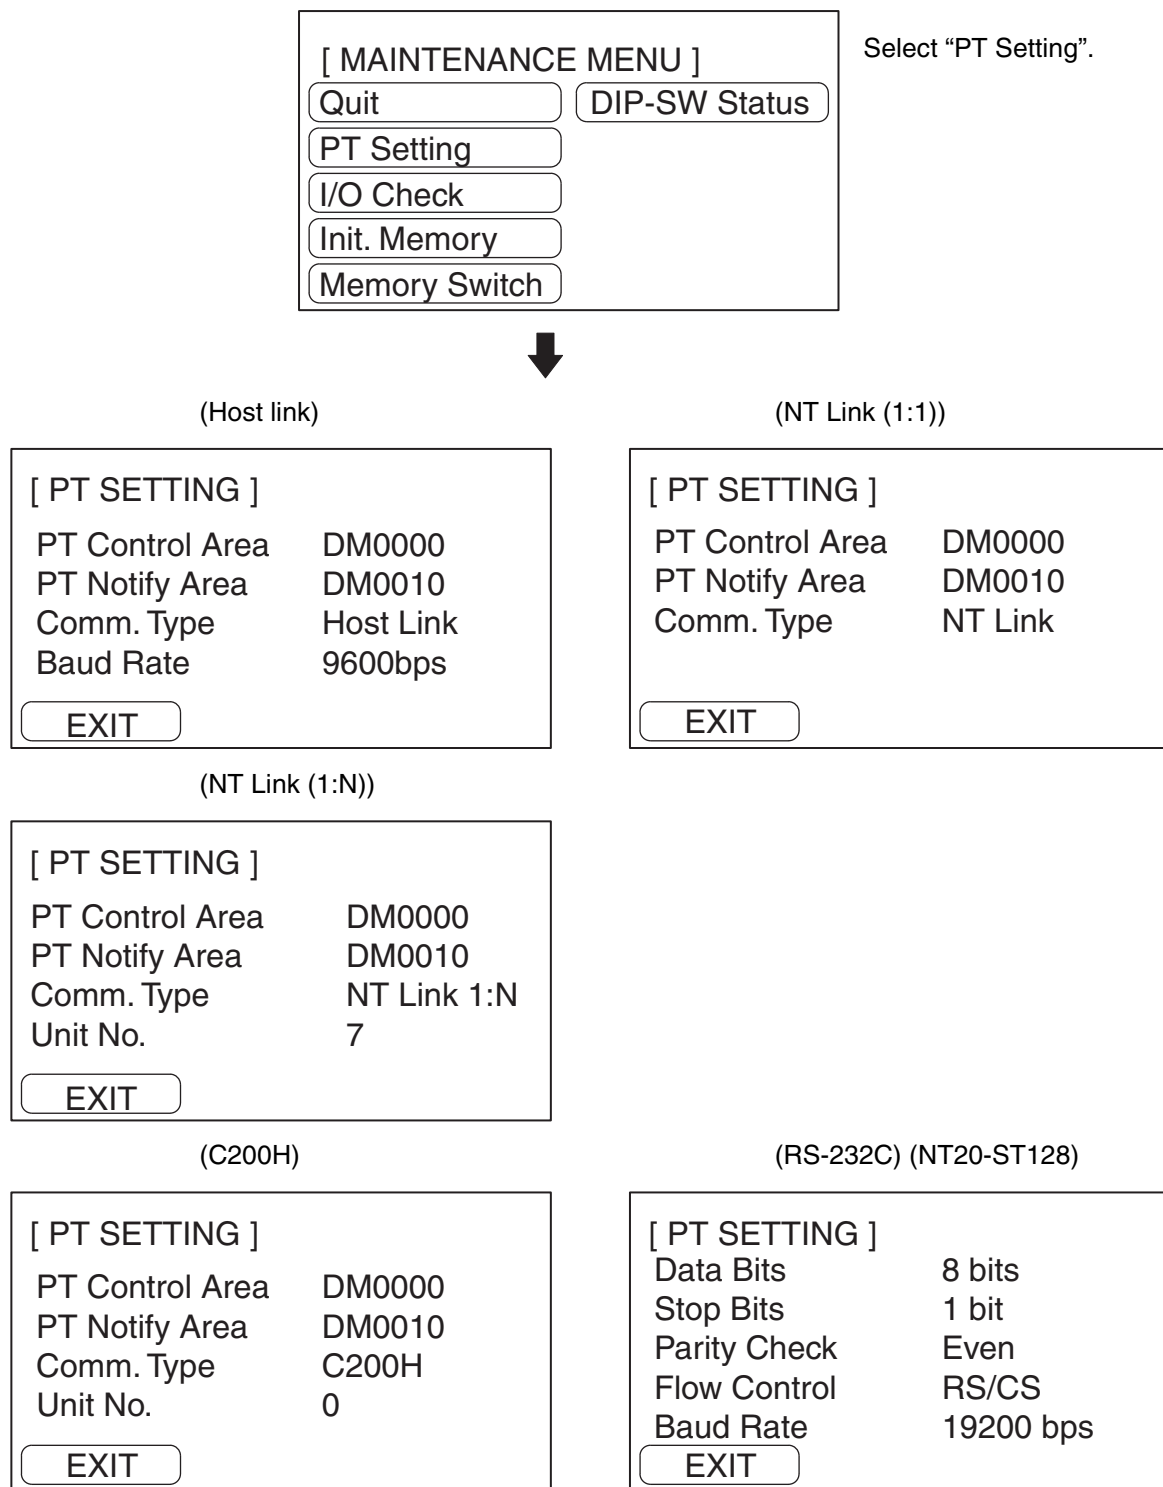 [ MAINTENANCE MENU ]
Select “PT Setting”.
Quit
DIP-SW Status
PT Setting
I/O Check
Init. Memory
Memory Switch
(Host link)
(NT Link (1:1))
[ PT SETTING ]
PT Control Area DM0000
PT Notify Area DM0010
Comm. Type Host Link
Baud Rate 9600bps
EXIT
[ PT SETTING ]
PT Control Area DM0000
PT Notify Area DM0010
Comm. Type NT Link
EXIT
(NT Link (1:N))
[ PT SETTING ]
PT Control Area DM0000
PT Notify Area DM0010
Comm. Type NT Link 1:N
Unit No. 7
EXIT
(C200H)
(RS-232C) (NT20-ST128)
[ PT SETTING ]
PT Control Area DM0000
PT Notify Area DM0010
Comm. Type C200H
Unit No. 0
EXIT
[ PT SETTING ]
Data Bits 8 bits
Stop Bits 1 bit
Parity Check Even
Flow Control RS/CS
Baud Rate 19200 bps
EXIT